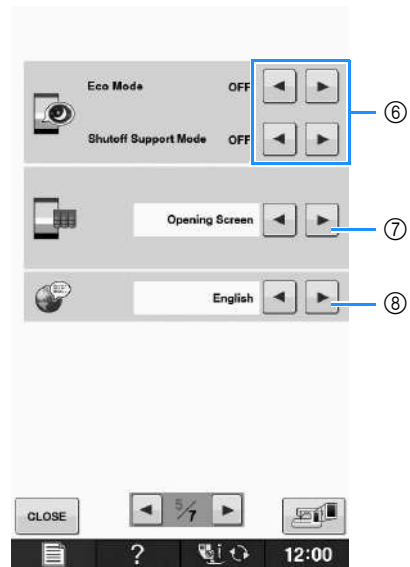 Eco Mode OFF
⑥
Shutoff Support Mode OFF
Opening Screen
⑦
English
⑧
CLOSE 5/7
? i 12:00